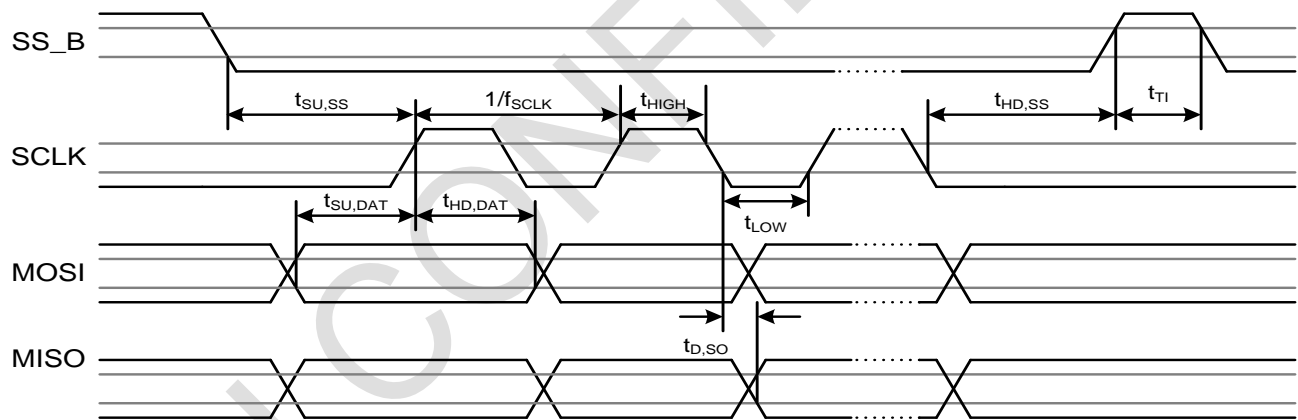 SS_B
tSU,SS
1/fSCLK
tHIGH
tHD,SS
tTI
SCLK
tSU,DAT
tHD,DAT
tLOW
MOSI
tD,SO
MISO